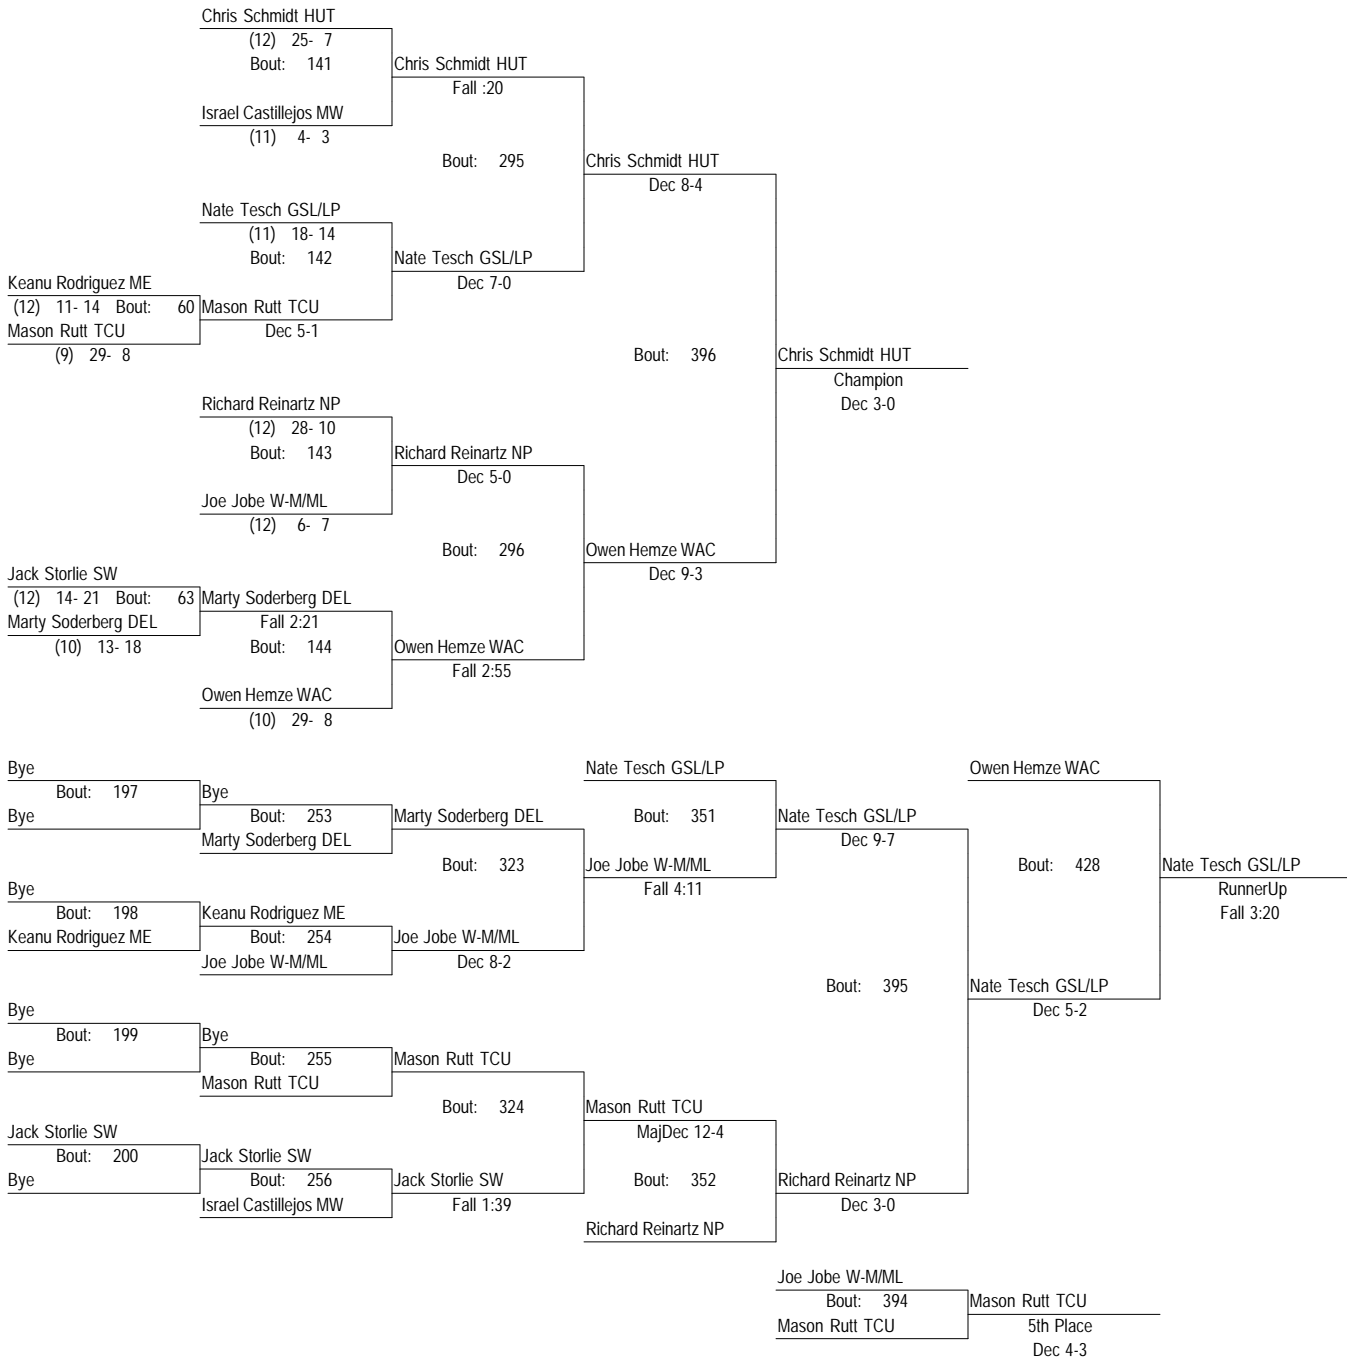 Chris Schmidt HUT
(12) 25- 7
Bout: 141
Chris Schmidt HUT
Fall :20
Israel Castillejos MW
(11) 4- 3
Bout: 295
Chris Schmidt HUT
Dec 8-4
Nate Tesch GSL/LP
(11) 18- 14
Bout: 142
Nate Tesch GSL/LP
Dec 7-0
Keanu Rodriguez ME
(12) 11- 14 Bout: 60
Mason Rutt TCU
Mason Rutt TCU
Dec 5-1
(9) 29- 8
Bout: 396
Chris Schmidt HUT
Champion
Dec 3-0
Richard Reinartz NP
(12) 28- 10
Bout: 143
Richard Reinartz NP
Dec 5-0
Joe Jobe W-M/ML
(12) 6- 7
Bout: 296
Owen Hemze WAC
Dec 9-3
Jack Storlie SW
(12) 14- 21 Bout: 63
Marty Soderberg DEL
Marty Soderberg DEL
Fall 2:21
(10) 13- 18
Bout: 144
Owen Hemze WAC
Fall 2:55
Owen Hemze WAC
(10) 29- 8
Bye
Bout: 197
Bye
Bye
Bout: 253
Marty Soderberg DEL
Marty Soderberg DEL
Nate Tesch GSL/LP
Bout: 351
Nate Tesch GSL/LP
Dec 9-7
Owen Hemze WAC
Bout: 323
Joe Jobe W-M/ML
Fall 4:11
Bout: 428
Nate Tesch GSL/LP
RunnerUp
Fall 3:20
Bye
Bout: 198
Keanu Rodriguez ME
Keanu Rodriguez ME
Bout: 254
Joe Jobe W-M/ML
Joe Jobe W-M/ML
Dec 8-2
Bout: 395
Nate Tesch GSL/LP
Dec 5-2
Bye
Bout: 199
Bye
Bye
Bout: 255
Mason Rutt TCU
Mason Rutt TCU
Bout: 324
Mason Rutt TCU
MajDec 12-4
Jack Storlie SW
Bout: 200
Bye
Jack Storlie SW
Bout: 256
Israel Castillejos MW
Jack Storlie SW
Fall 1:39
Bout: 352
Richard Reinartz NP
Dec 3-0
Richard Reinartz NP
Joe Jobe W-M/ML
Bout: 394
Mason Rutt TCU
Mason Rutt TCU
5th Place
Dec 4-3